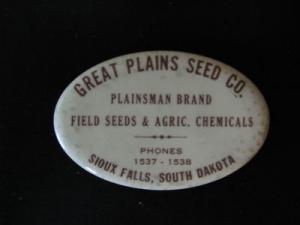 GREAT PLAINS SEED CO.
PLAINSMAN BRAND
FIELD SEEDS & AGRIC. CHEMICALS
PHONES
1537 - 1538
SIOUX FALLS, SOUTH DAKOTA